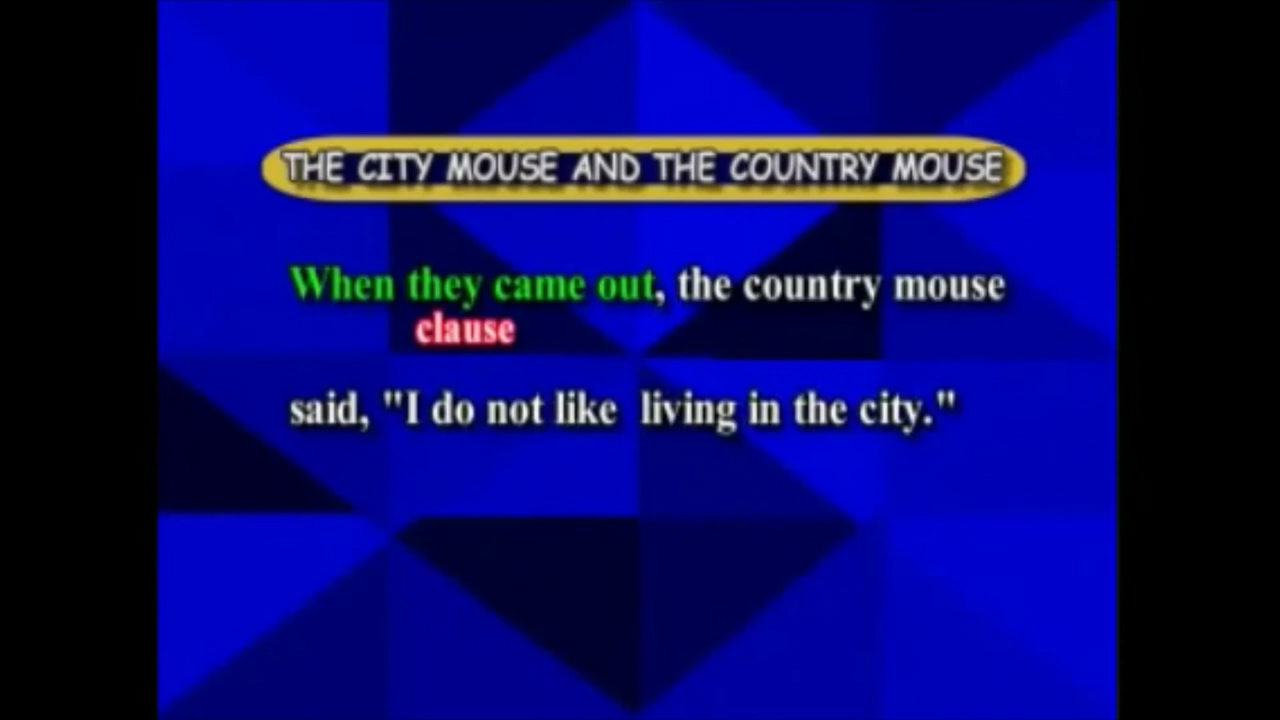 THE CITY MOUSE AND THE COUNTRY MOUSE
When they came out, the country mouse
clause
said, "I do not like living in the city."